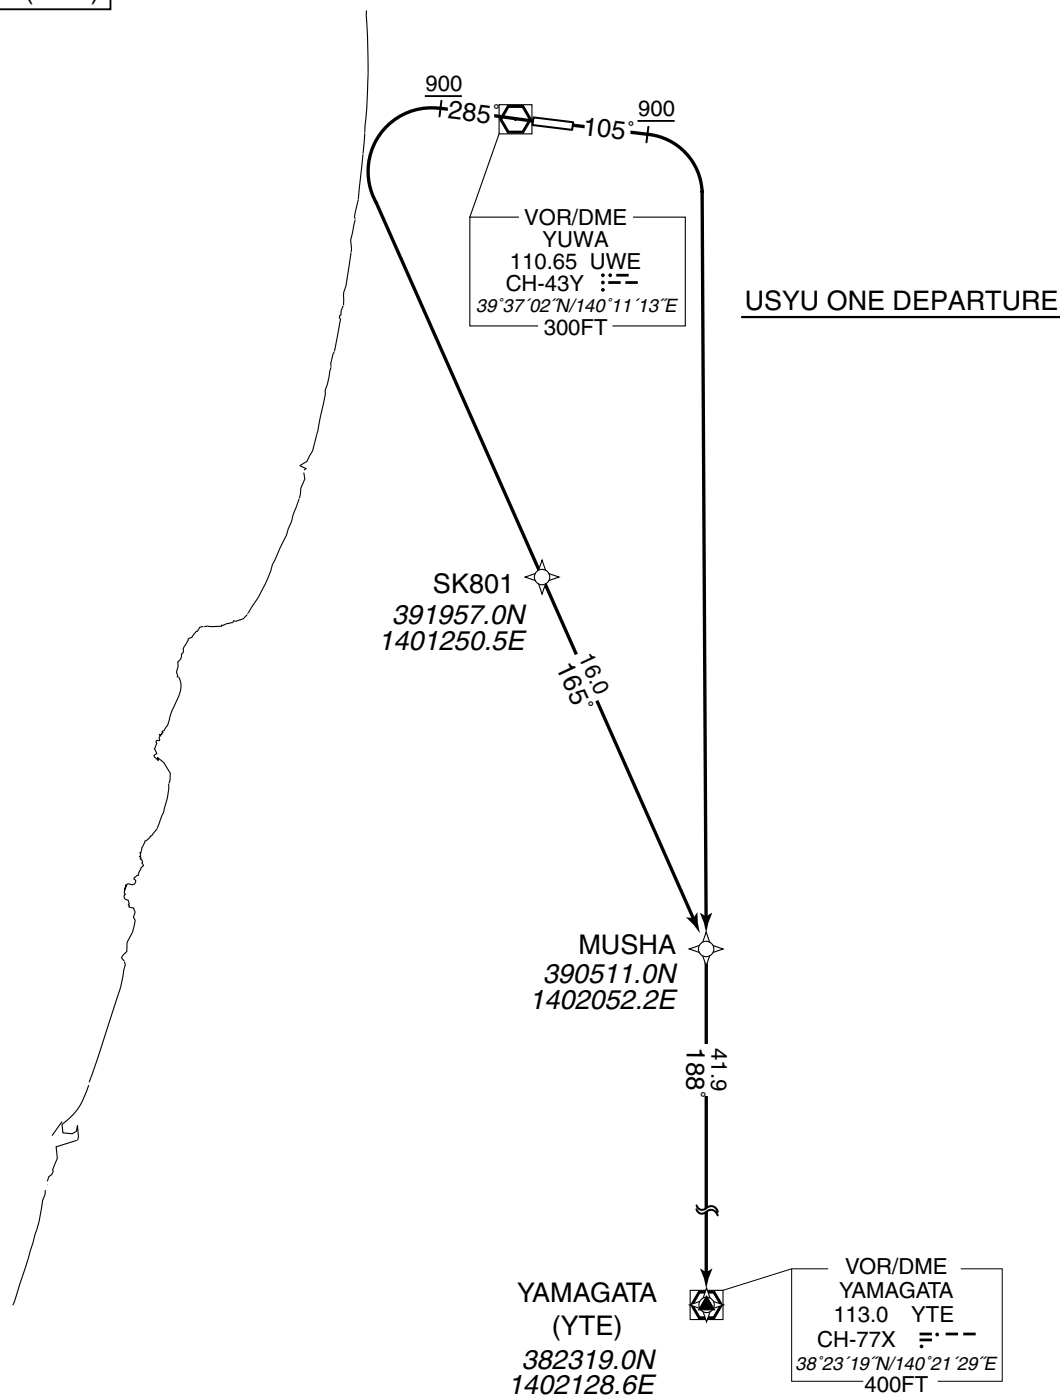 900
285°
105°
900
VOR/DME
YUWA
110.65 UWE
CH-43Y
39°37´02˝N/140°11´13˝E
300FT
USYU ONE DEPARTURE
SK801
391957.0N
1401250.5E
16.0
165°
MUSHA
390511.0N
1402052.2E
41.9
188°
YAMAGATA
(YTE)
382319.0N
1402128.6E
VOR/DME
YAMAGATA
113.0 YTE
CH-77X
38°23´19˝N/140°21´29˝E
400FT